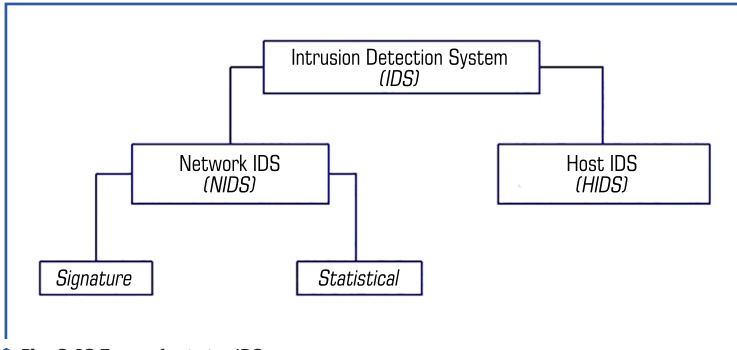 Intrusion Detection System
(IDS)
Network IDS
(NIDS)
Host IDS
(HIDS)
Signature
Statistical